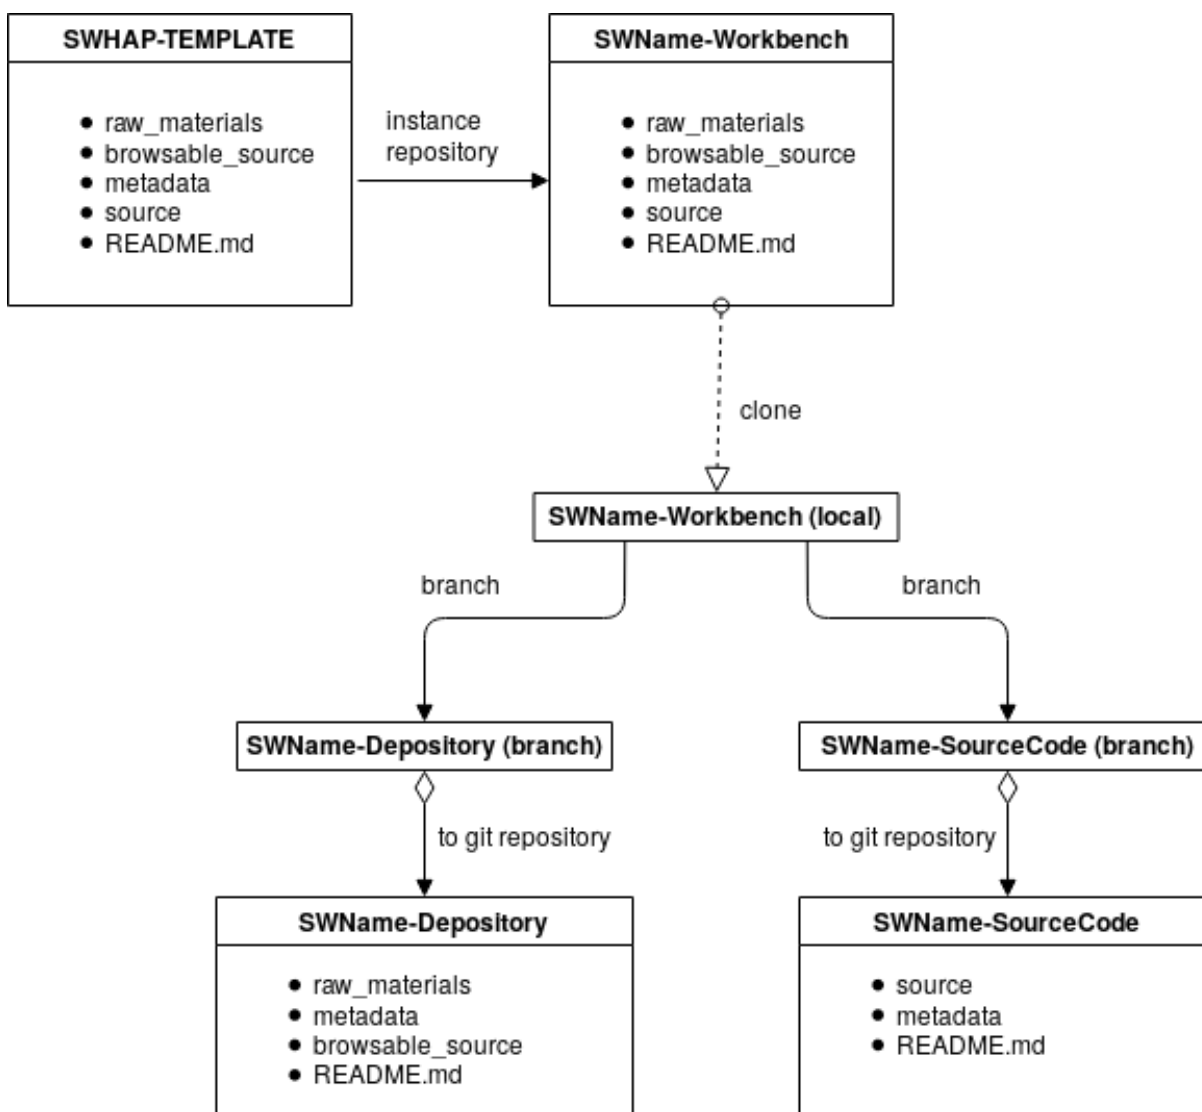 SWHAP-TEMPLATE
raw_materials
browsable_source
metadata
source
README.md
instance
repository
SWName-Workbench
raw_materials
browsable_source
metadata
source
README.md
clone
SWName-Workbench (local)
branch
branch
SWName-Depository (branch)
SWName-SourceCode (branch)
to git repository
to git repository
SWName-Depository
raw_materials
metadata
browsable_source
README.md
SWName-SourceCode
source
metadata
README.md